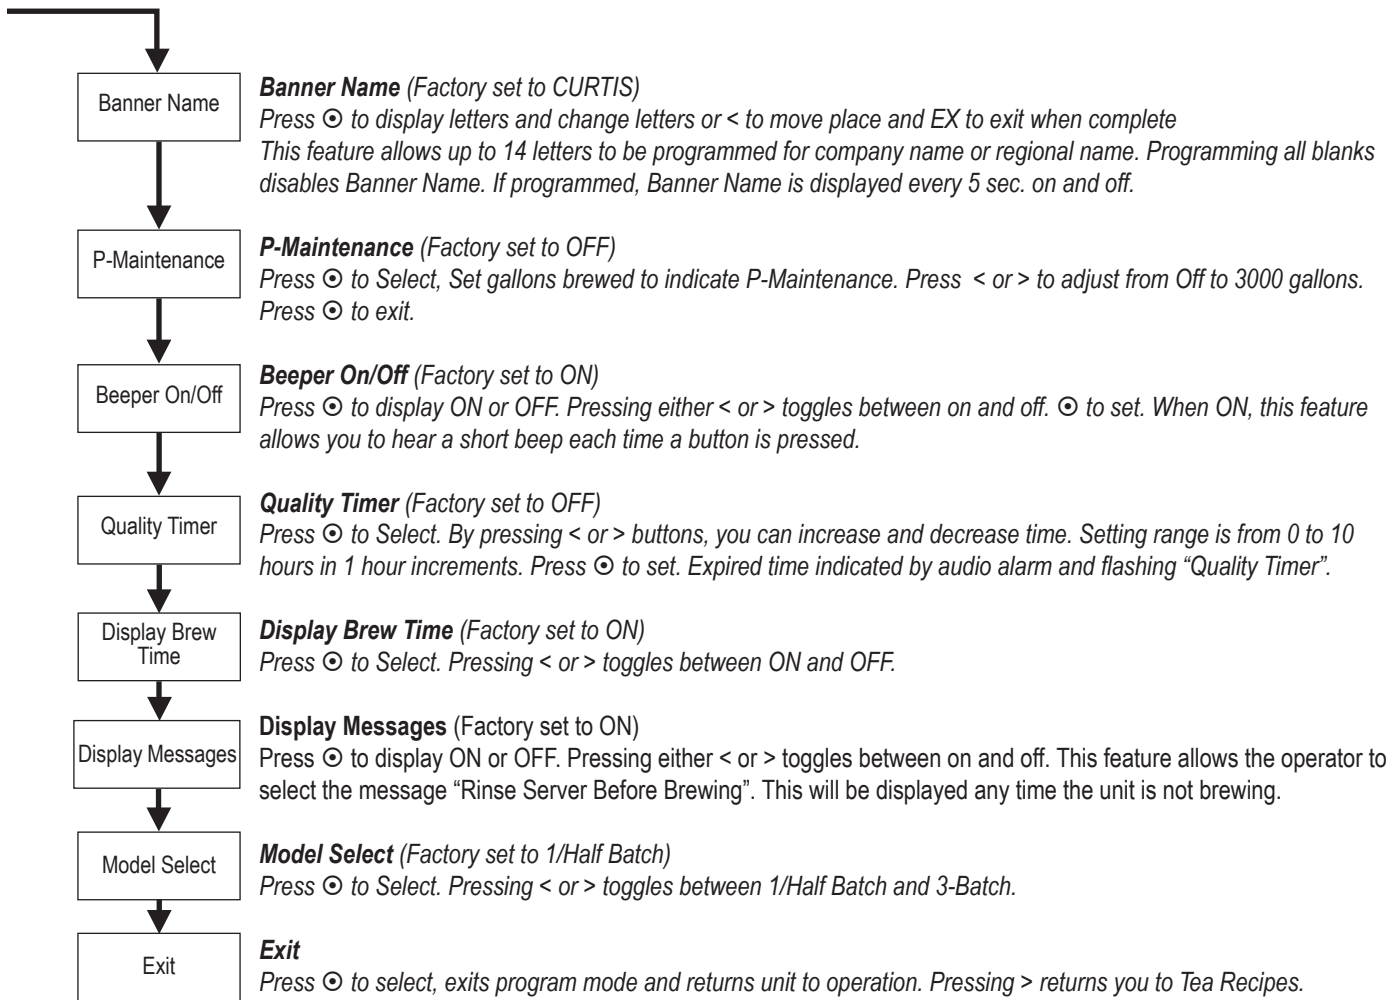 Banner Name
Banner Name (Factory set to CURTIS)
Press ⊙ to display letters and change letters or < to move place and EX to exit when complete
This feature allows up to 14 letters to be programmed for company name or regional name. Programming all blanks
disables Banner Name. If programmed, Banner Name is displayed every 5 sec. on and off.
P-Maintenance
P-Maintenance (Factory set to OFF)
Press ⊙ to Select, Set gallons brewed to indicate P-Maintenance. Press < or > to adjust from Off to 3000 gallons.
Press ⊙ to exit.
Beeper On/Off
Beeper On/Off (Factory set to ON)
Press ⊙ to display ON or OFF. Pressing either < or > toggles between on and off. ⊙ to set. When ON, this feature
allows you to hear a short beep each time a button is pressed.
Quality Timer
Quality Timer (Factory set to OFF)
Press ⊙ to Select. By pressing < or > buttons, you can increase and decrease time. Setting range is from 0 to 10
hours in 1 hour increments. Press ⊙ to set. Expired time indicated by audio alarm and flashing “Quality Timer”.
Display Brew
Time
Display Brew Time (Factory set to ON)
Press ⊙ to Select. Pressing < or > toggles between ON and OFF.
Display Messages
Display Messages (Factory set to ON)
Press ⊙ to display ON or OFF. Pressing either < or > toggles between on and off. This feature allows the operator to
select the message “Rinse Server Before Brewing”. This will be displayed any time the unit is not brewing.
Model Select
Model Select (Factory set to 1/Half Batch)
Press ⊙ to Select. Pressing < or > toggles between 1/Half Batch and 3-Batch.
Exit
Exit
Press ⊙ to select, exits program mode and returns unit to operation. Pressing > returns you to Tea Recipes.